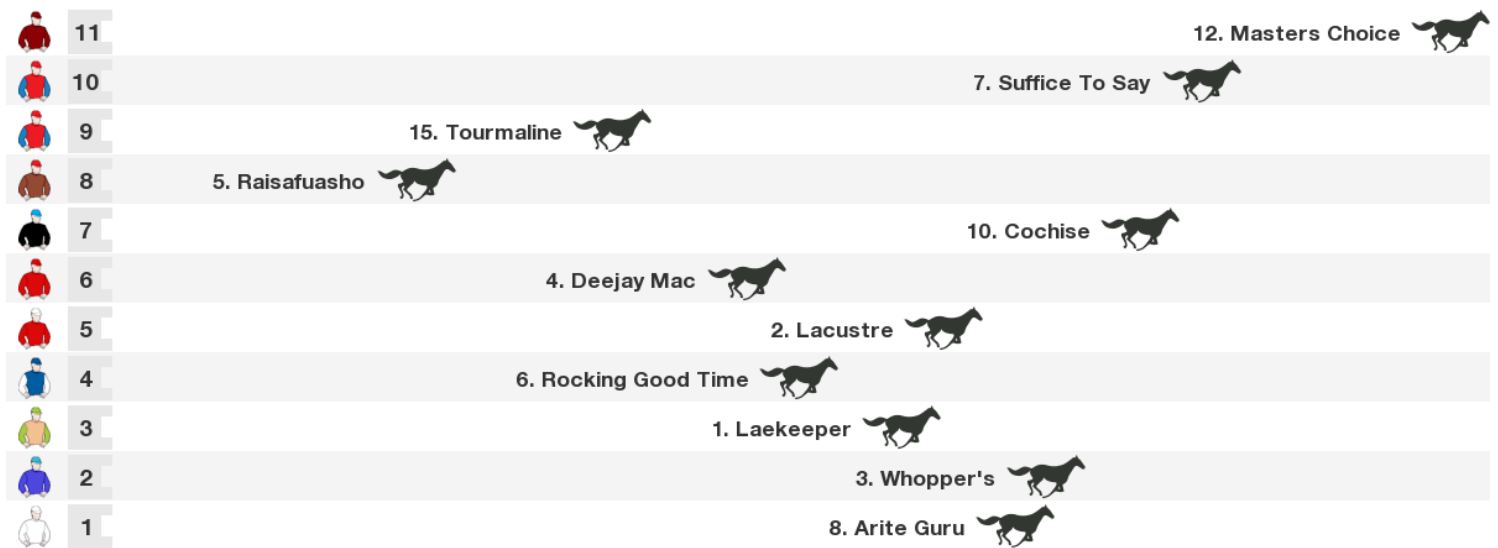 11 12. Masters Choice
10 7. Suffice To Say
9 15. Tourmaline
8 5. Raisafuasho
7 10. Cochise
6 4. Deejay Mac
5 2. Lacustre
4 6. Rocking Good Time
3 1. Laekeeper
2 3. Whopper's
1 8. Arite Guru